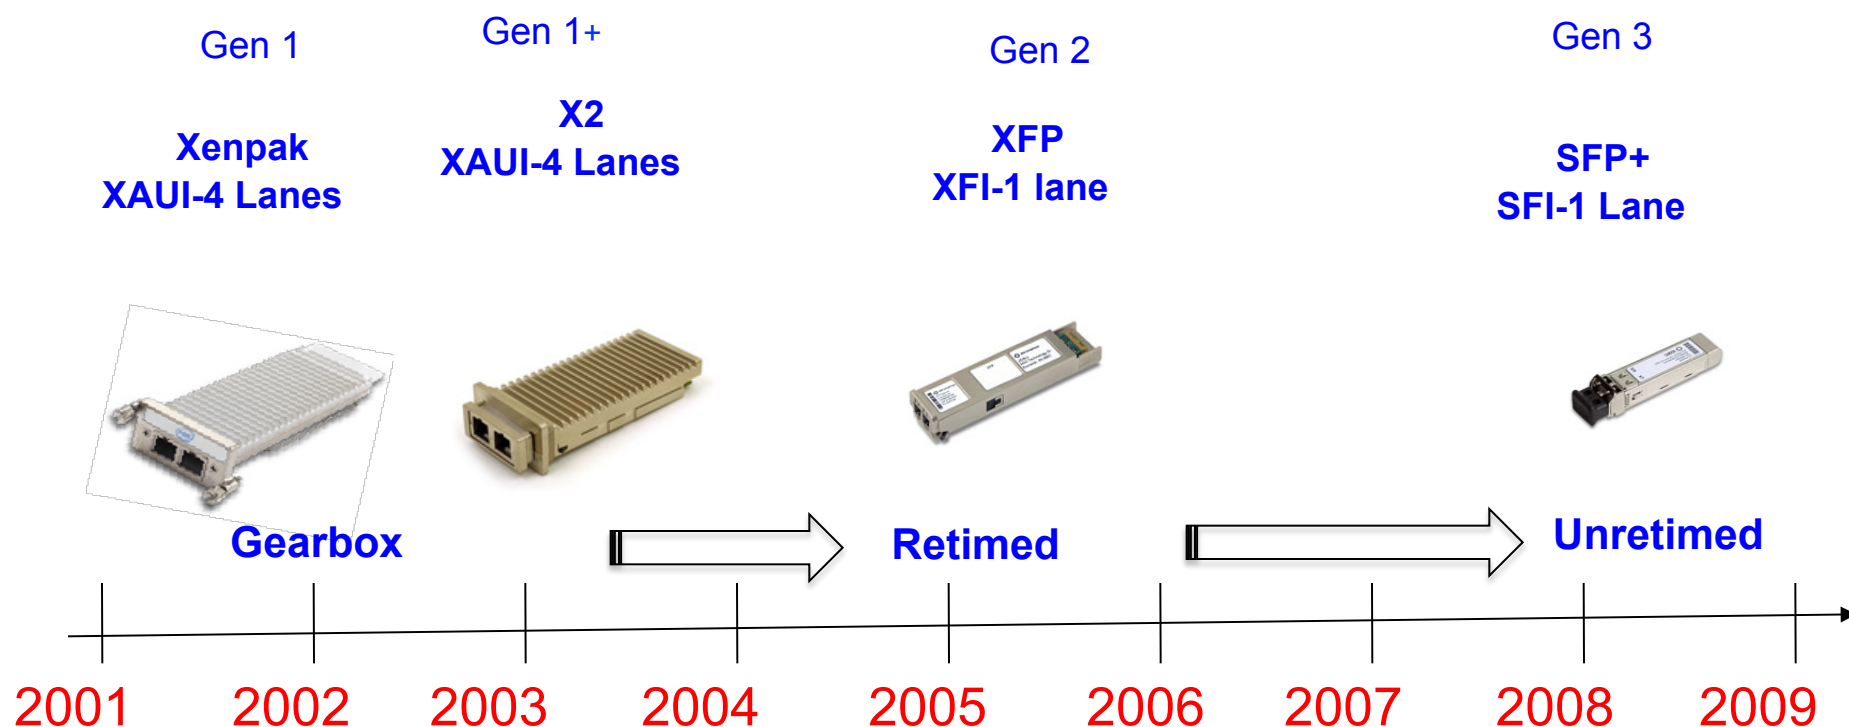 Gen 1
Gen 1+
Gen 2
Gen 3
Xenpak
XAUI-4 Lanes
X2
XAUI-4 Lanes
XFP
XFI-1 lane
SFP+
SFI-1 Lane
Gearbox
Retimed
Unretimed
2001
2002
2003
2004
2005
2006
2007
2008
2009